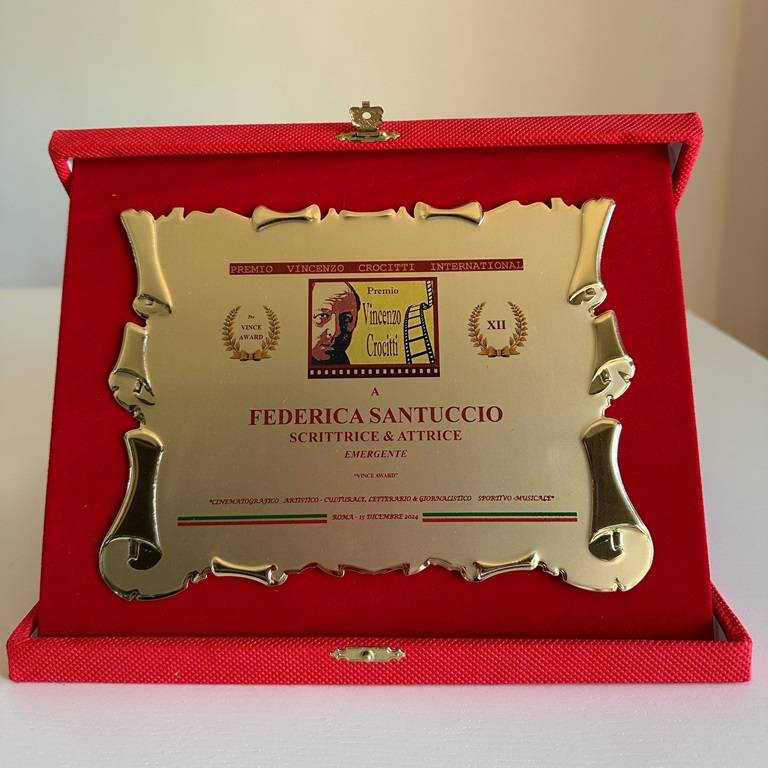 PREMIO VINCENZO CROCITTI INTERNATIONAL
The
VINCE
AWARD
Premio
Vincenzo
Crocitti
XII
A
FEDERICA SANTUCCIO
SCRITTRICE & ATTRICE
EMERGENTE
"VINCE AWARD"
"CINEMATOGRAFICO ARTISTICO - CULTURALE, LETTERARIO & GIORNALISTICO SPORTIVO -MUSICALE"
ROMA - 15 DICEMBRE 2024